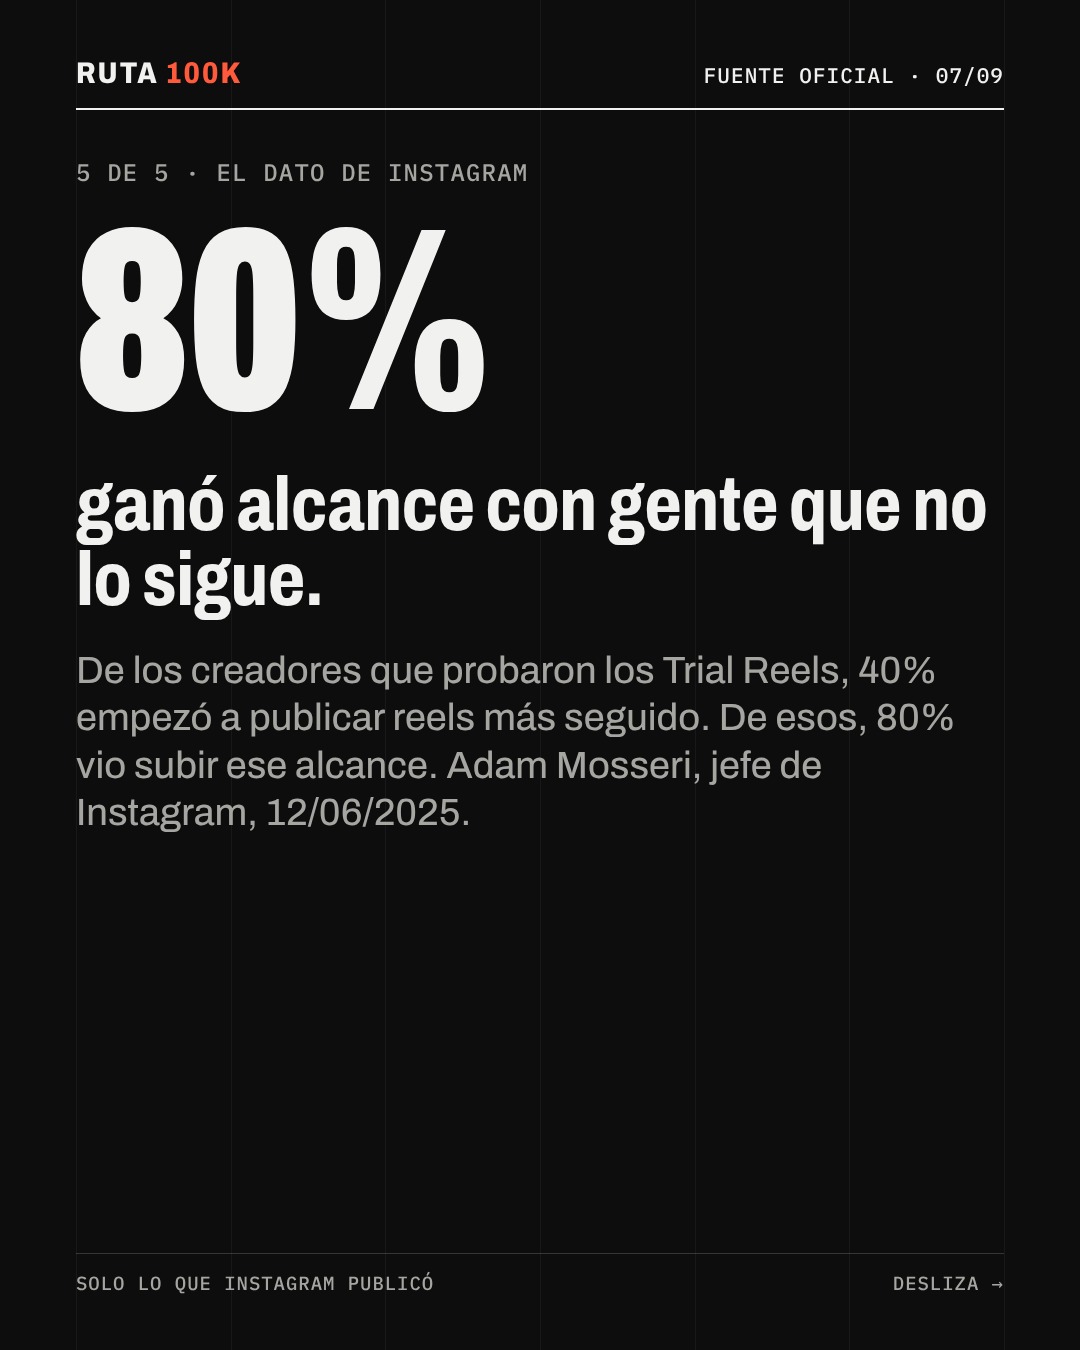 RUTA 100K
FUENTE OFICIAL · 07/09
5 DE 5 · EL DATO DE INSTAGRAM
80%
ganó alcance con gente que no
lo sigue.
De los creadores que probaron los Trial Reels, 40%
empezó a publicar reels más seguido. De esos, 80%
vio subir ese alcance. Adam Mosseri, jefe de
Instagram, 12/06/2025.
SOLO LO QUE INSTAGRAM PUBLICÓ
DESLIZA →